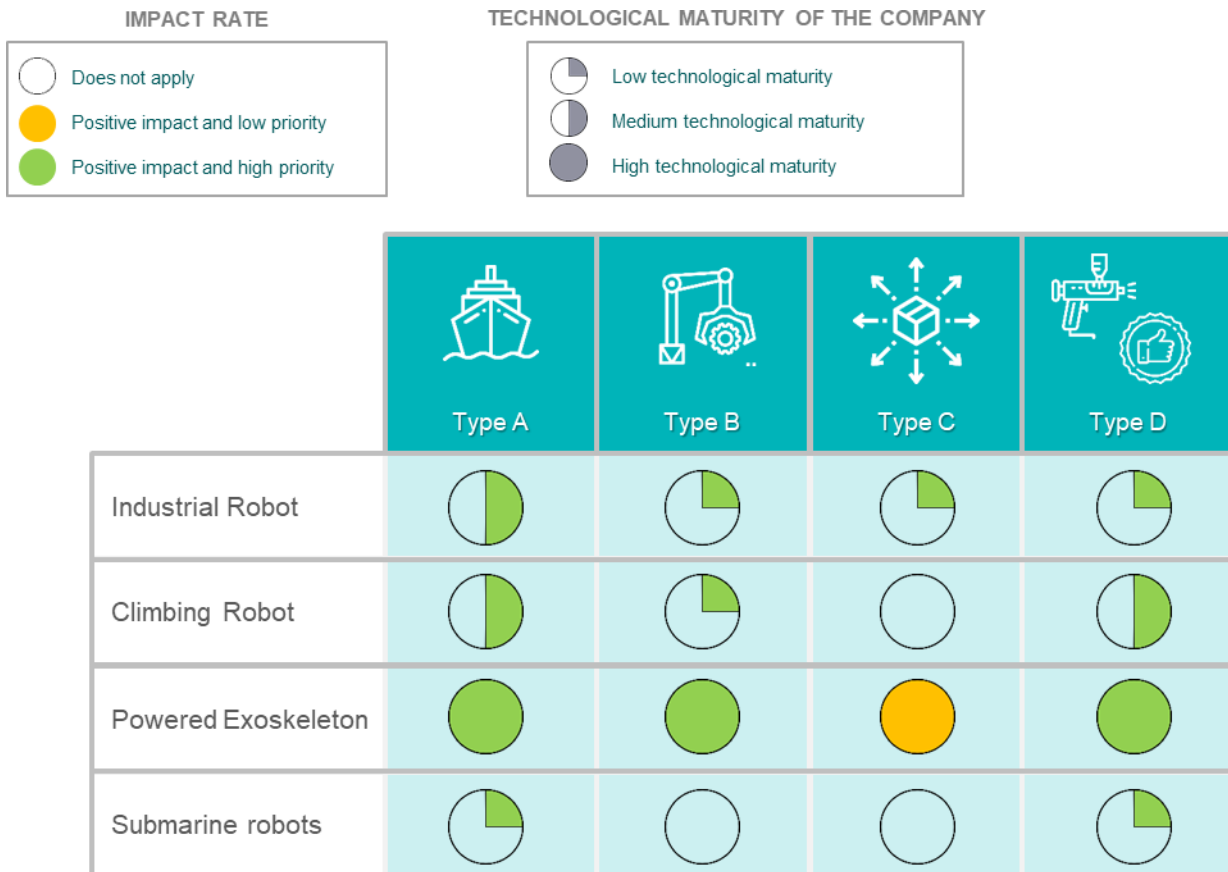 IMPACT RATE
TECHNOLOGICAL MATURITY OF THE COMPANY
Does not apply
Positive impact and low priority
Positive impact and high priority
Low technological maturity
Medium technological maturity
High technological maturity
Type A
Type B
Type C
Type D
Industrial Robot
Climbing Robot
Powered Exoskeleton
Submarine robots